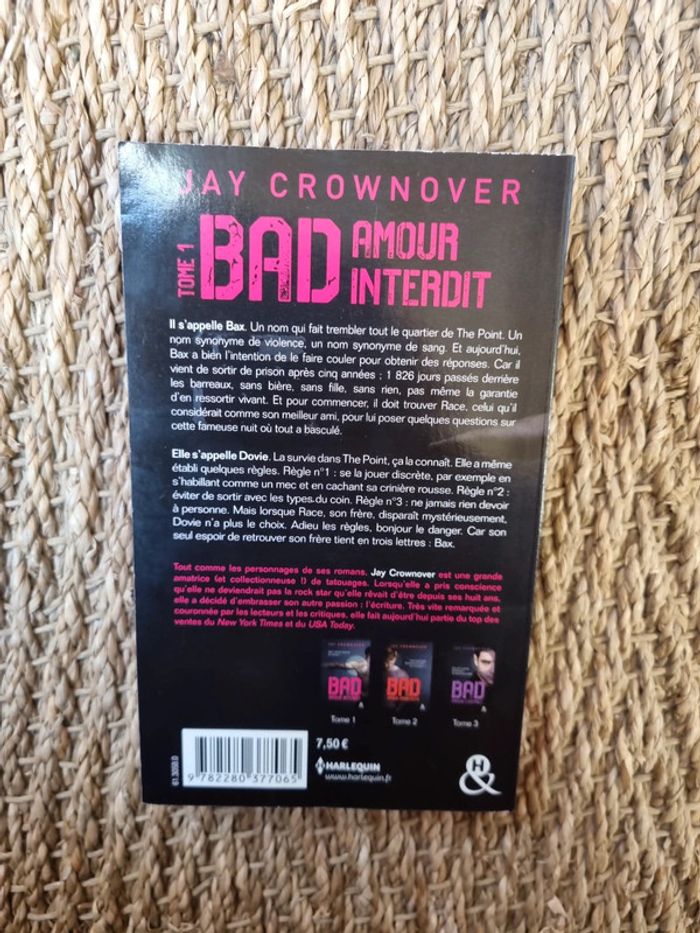 JAY CROWNOVER
TOME 1
BAD AMOUR
INTERDIT
Il s'appelle Bax. Un nom qui fait trembler tout le quartier de The Point. Un
nom synonyme de violence, un nom synonyme de sang. Et aujourd'hui,
Bax a bien l'intention de le faire couler pour obtenir des réponses. Car il
vient de sortir de prison après cinq années ; 1 826 jours passés derrière
les barreaux, sans bière, sans fille, sans rien, pas même la garantie
d'en ressortir vivant. Et pour commencer, il doit trouver Race, celui qu'il
considérait comme son meilleur ami, pour lui poser quelques questions sur
cette fameuse nuit où tout a basculé.
Elle s'appelle Dovie. La survie dans The Point, ça la connaît. Elle a même
établi quelques règles. Règle n°1 : se la jouer discrète, par exemple en
s'habillant comme un mec et en cachant sa crinière rousse. Règle n°2 :
éviter de sortir avec les types du coin. Règle n°3 : ne jamais rien devoir
à personne. Mais lorsque Race, son frère, disparaît mystérieusement,
Dovie n'a plus le choix. Adieu les règles, bonjour le danger. Car son
seul espoir de retrouver son frère tient en trois lettres : Bax.
Tout comme les personnages de ses romans, Jay Crownover est une grande
amatrice (et collectionneuse !) de tatouages. Lorsqu'elle a pris conscience
qu'elle ne deviendrait pas la rock star qu'elle rêvait d'être depuis ses huit ans,
elle a décidé d'embrasser son autre passion : l'écriture. Très vite remarquée et
couronnée par les lecteurs et les critiques, elle fait aujourd'hui partie du top des
ventes du New York Times et du USA Today.
JAY CROWNOVER
BAD
JAY CROWNOVER
BAD
BAD
Tome 1
Tome 2
Tome 3
61.3050.0
9 782280 377065
7,50 €
HARLEQUIN
www.harlequin.fr
H
&